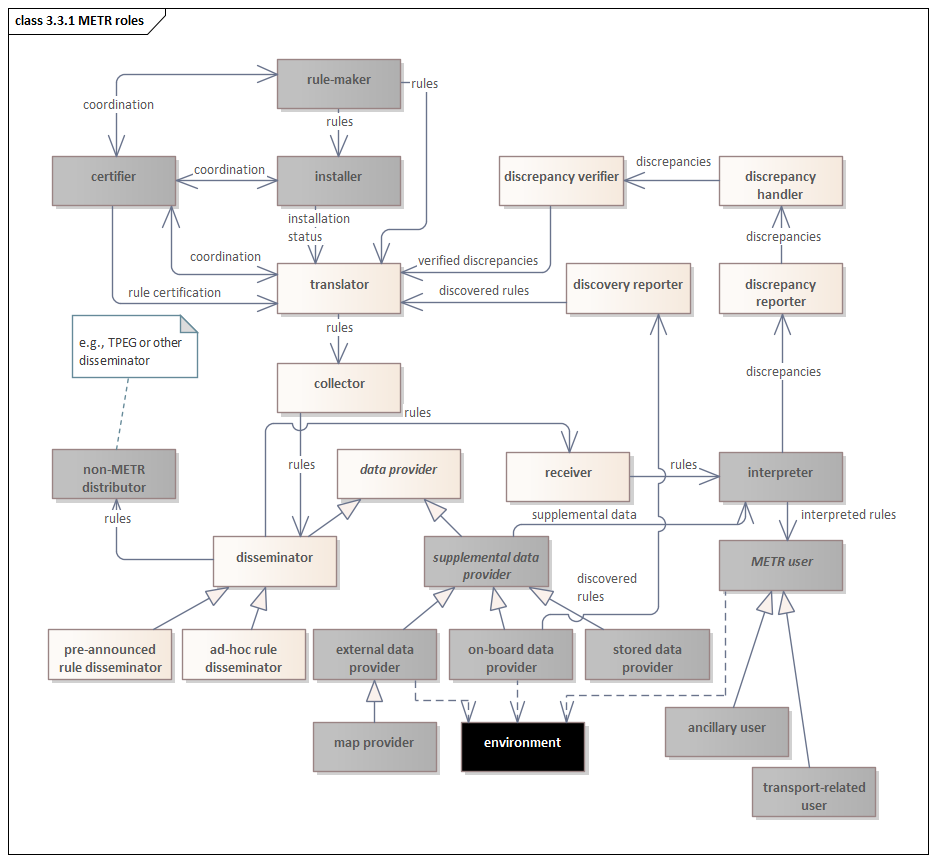 class 3.3.1 METR roles
rule-maker
rules
coordination
rules
certifier
coordination
installer
discrepancy verifier
discrepancies
discrepancy
handler
installation
status
coordination
verified discrepancies
discrepancies
rule certification
translator
discovered rules
discovery reporter
discrepancy
reporter
rules
e.g., TPEG or other
disseminator
collector
discrepancies
rules
rules
non-METR
distributor
data provider
receiver
rules
interpreter
rules
supplemental data
interpreted rules
disseminator
supplemental data
provider
METR user
discovered
rules
pre-announced
rule disseminator
ad-hoc rule
disseminator
external data
provider
on-board data
provider
stored data
provider
map provider
environment
ancillary user
transport-related
user